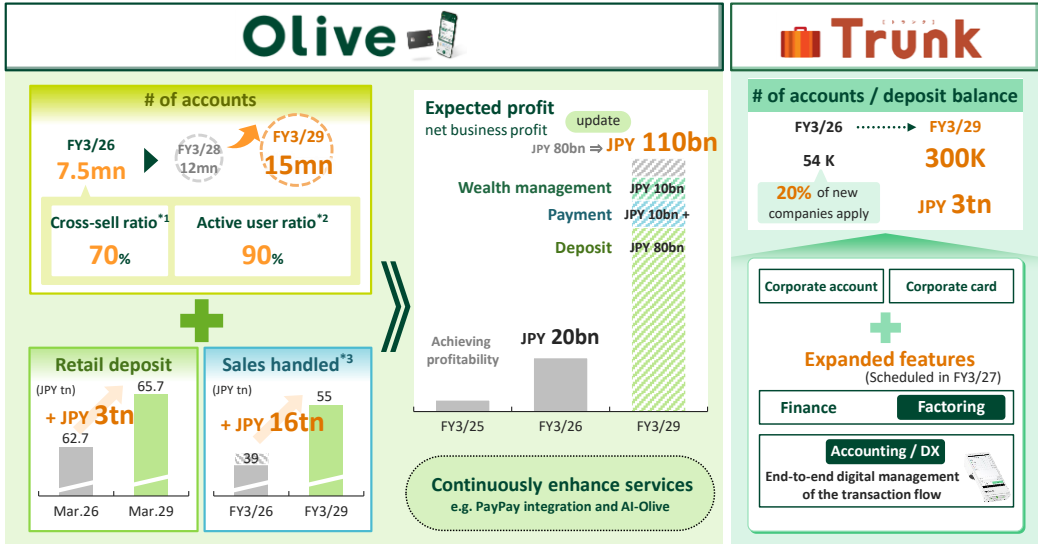 Olive
# of accounts
FY3/26
7.5mn
FY3/28
12mn
FY3/29
15mn
Cross-sell ratio*1
70%
Active user ratio*2
90%
Retail deposit
(JPY tn)
+ JPY 3tn
62.7
65.7
Mar.26
Mar.29
Sales handled*3
(JPY tn)
+ JPY 16tn
39
55
FY3/26
FY3/29
Expected profit
net business profit
update
JPY 80bn ⇒ JPY 110bn
Wealth management
JPY 10bn
Payment
JPY 10bn +
Deposit
JPY 80bn
Achieving
profitability
JPY 20bn
FY3/25
FY3/26
FY3/29
Continuously enhance services
e.g. PayPay integration and AI-Olive
[トランク]
Trunk
# of accounts / deposit balance
FY3/26
FY3/29
54 K
300K
20% of new
companies apply
JPY 3tn
Corporate account
Corporate card
Expanded features
(Scheduled in FY3/27)
Finance
Factoring
Accounting / DX
End-to-end digital management
of the transaction flow